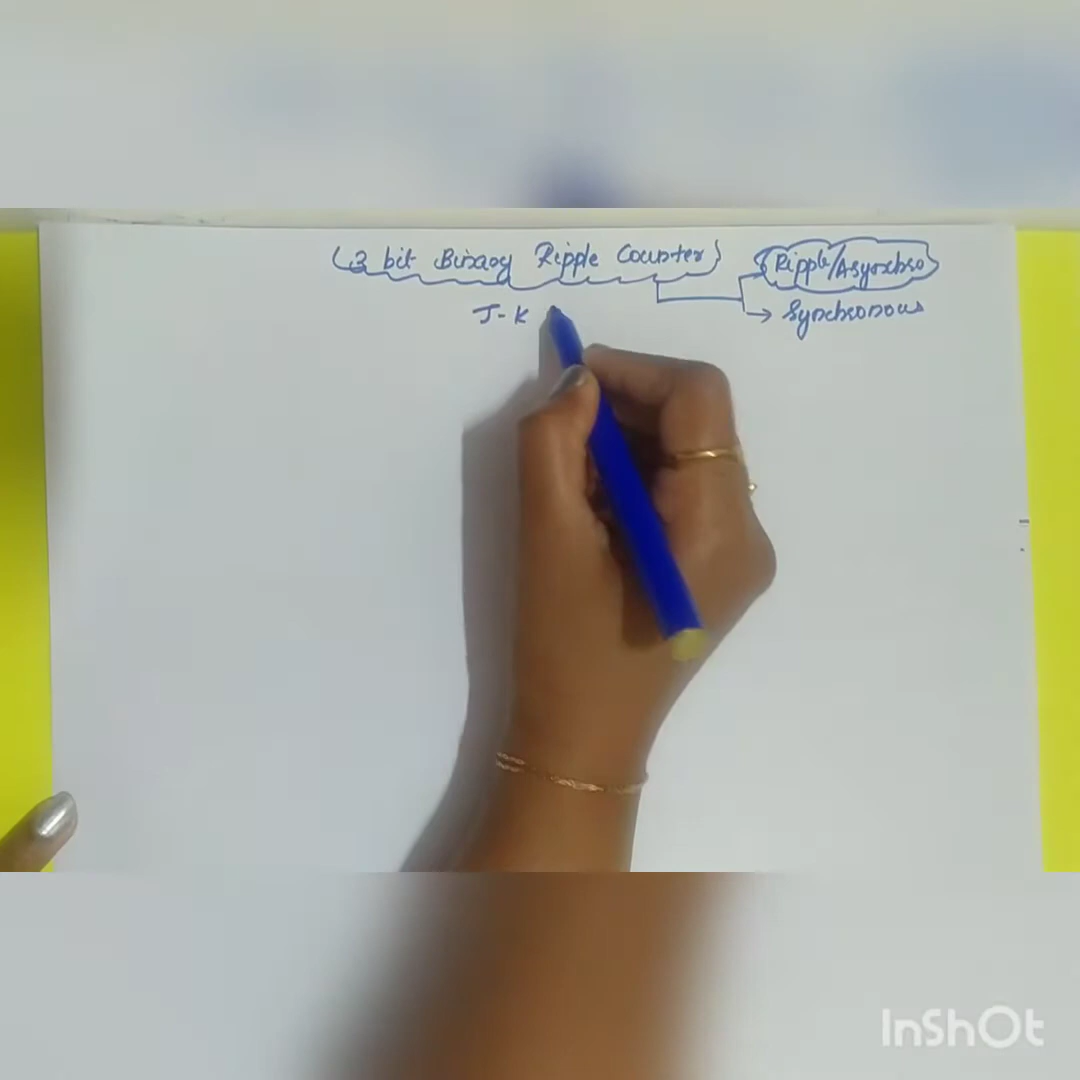 (3 bit Binary Ripple Counter)
{Ripple/Asynchro}
J-K
→ Synchronous
InShOt